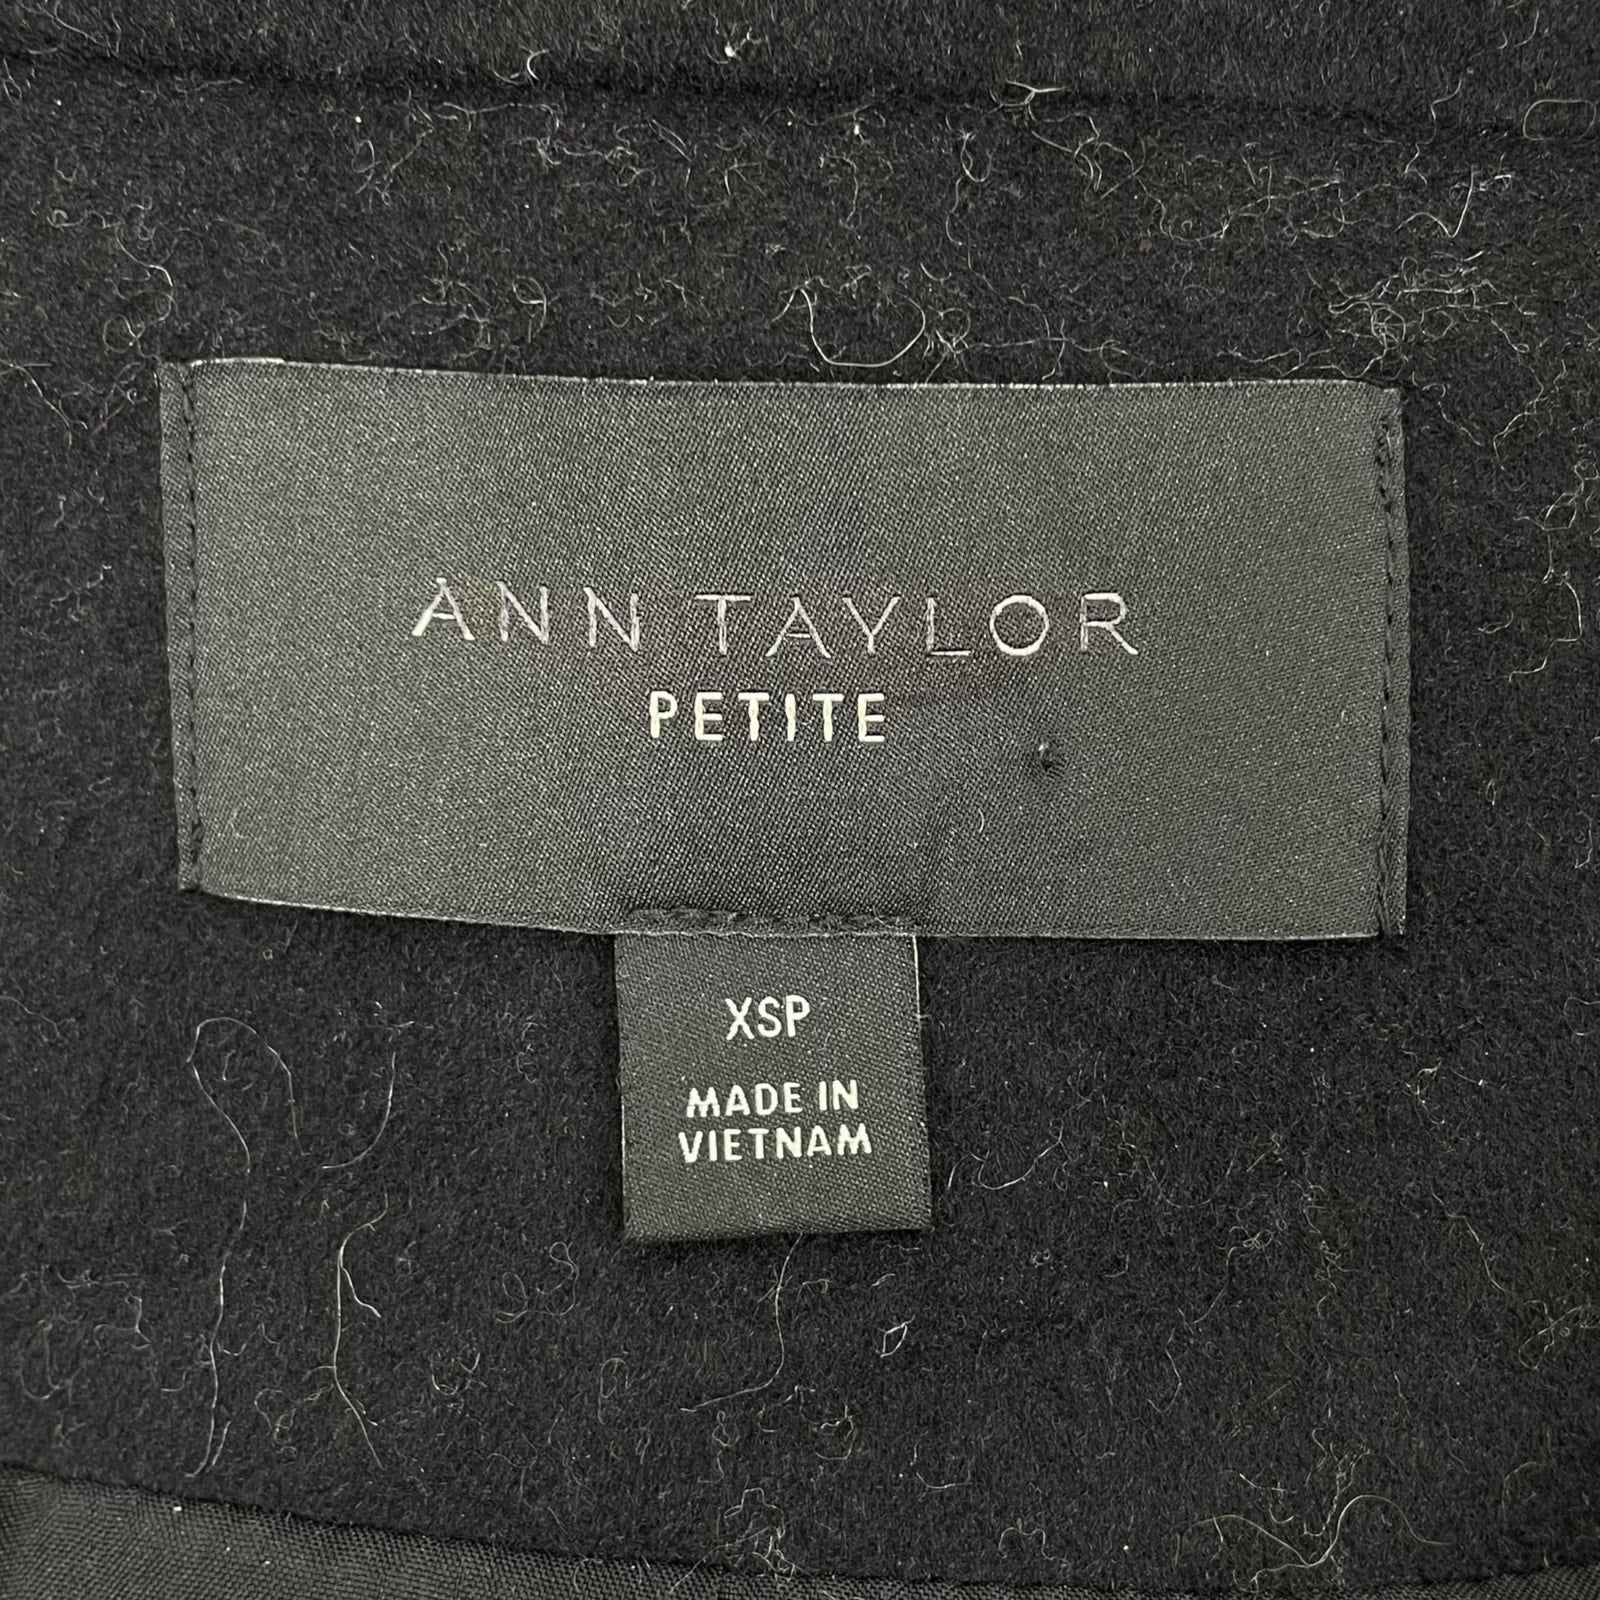 ANN TAYLOR
PETITE
XSP
MADE IN
VIETNAM